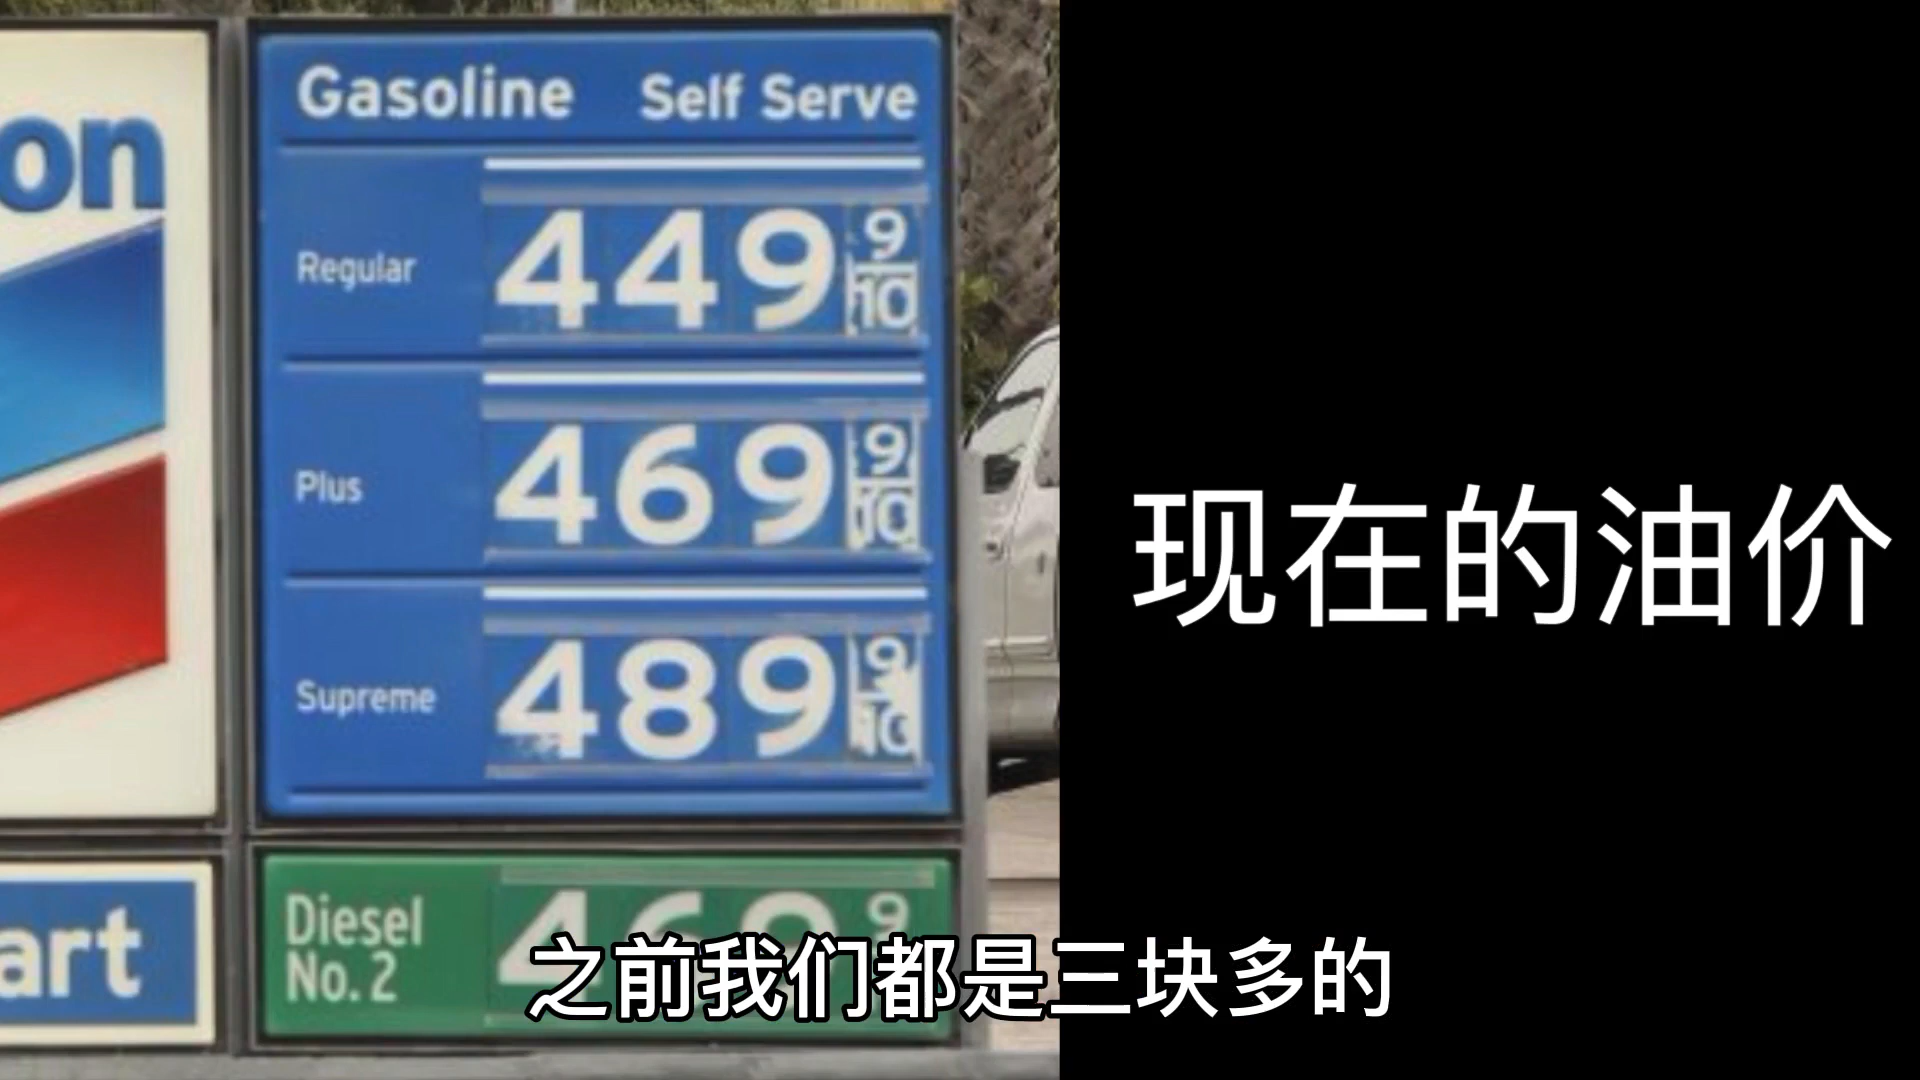 on
Gasoline Self Serve
Regular 449 9/10
Plus 469 9/10
Supreme 489 9/10
art
Diesel
No. 2
469 9
现在的油价
之前我们都是三块多的